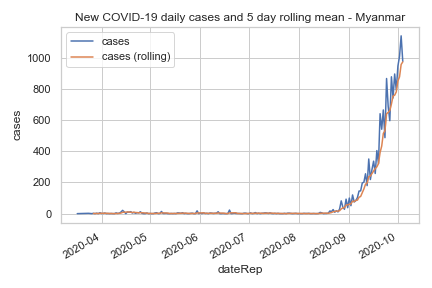 New COVID-19 daily cases and 5 day rolling mean - Myanmar
cases
cases (rolling)
1000
800
600
400
200
0
cases
2020-04
2020-05
2020-06
2020-07
2020-08
2020-09
2020-10
dateRep